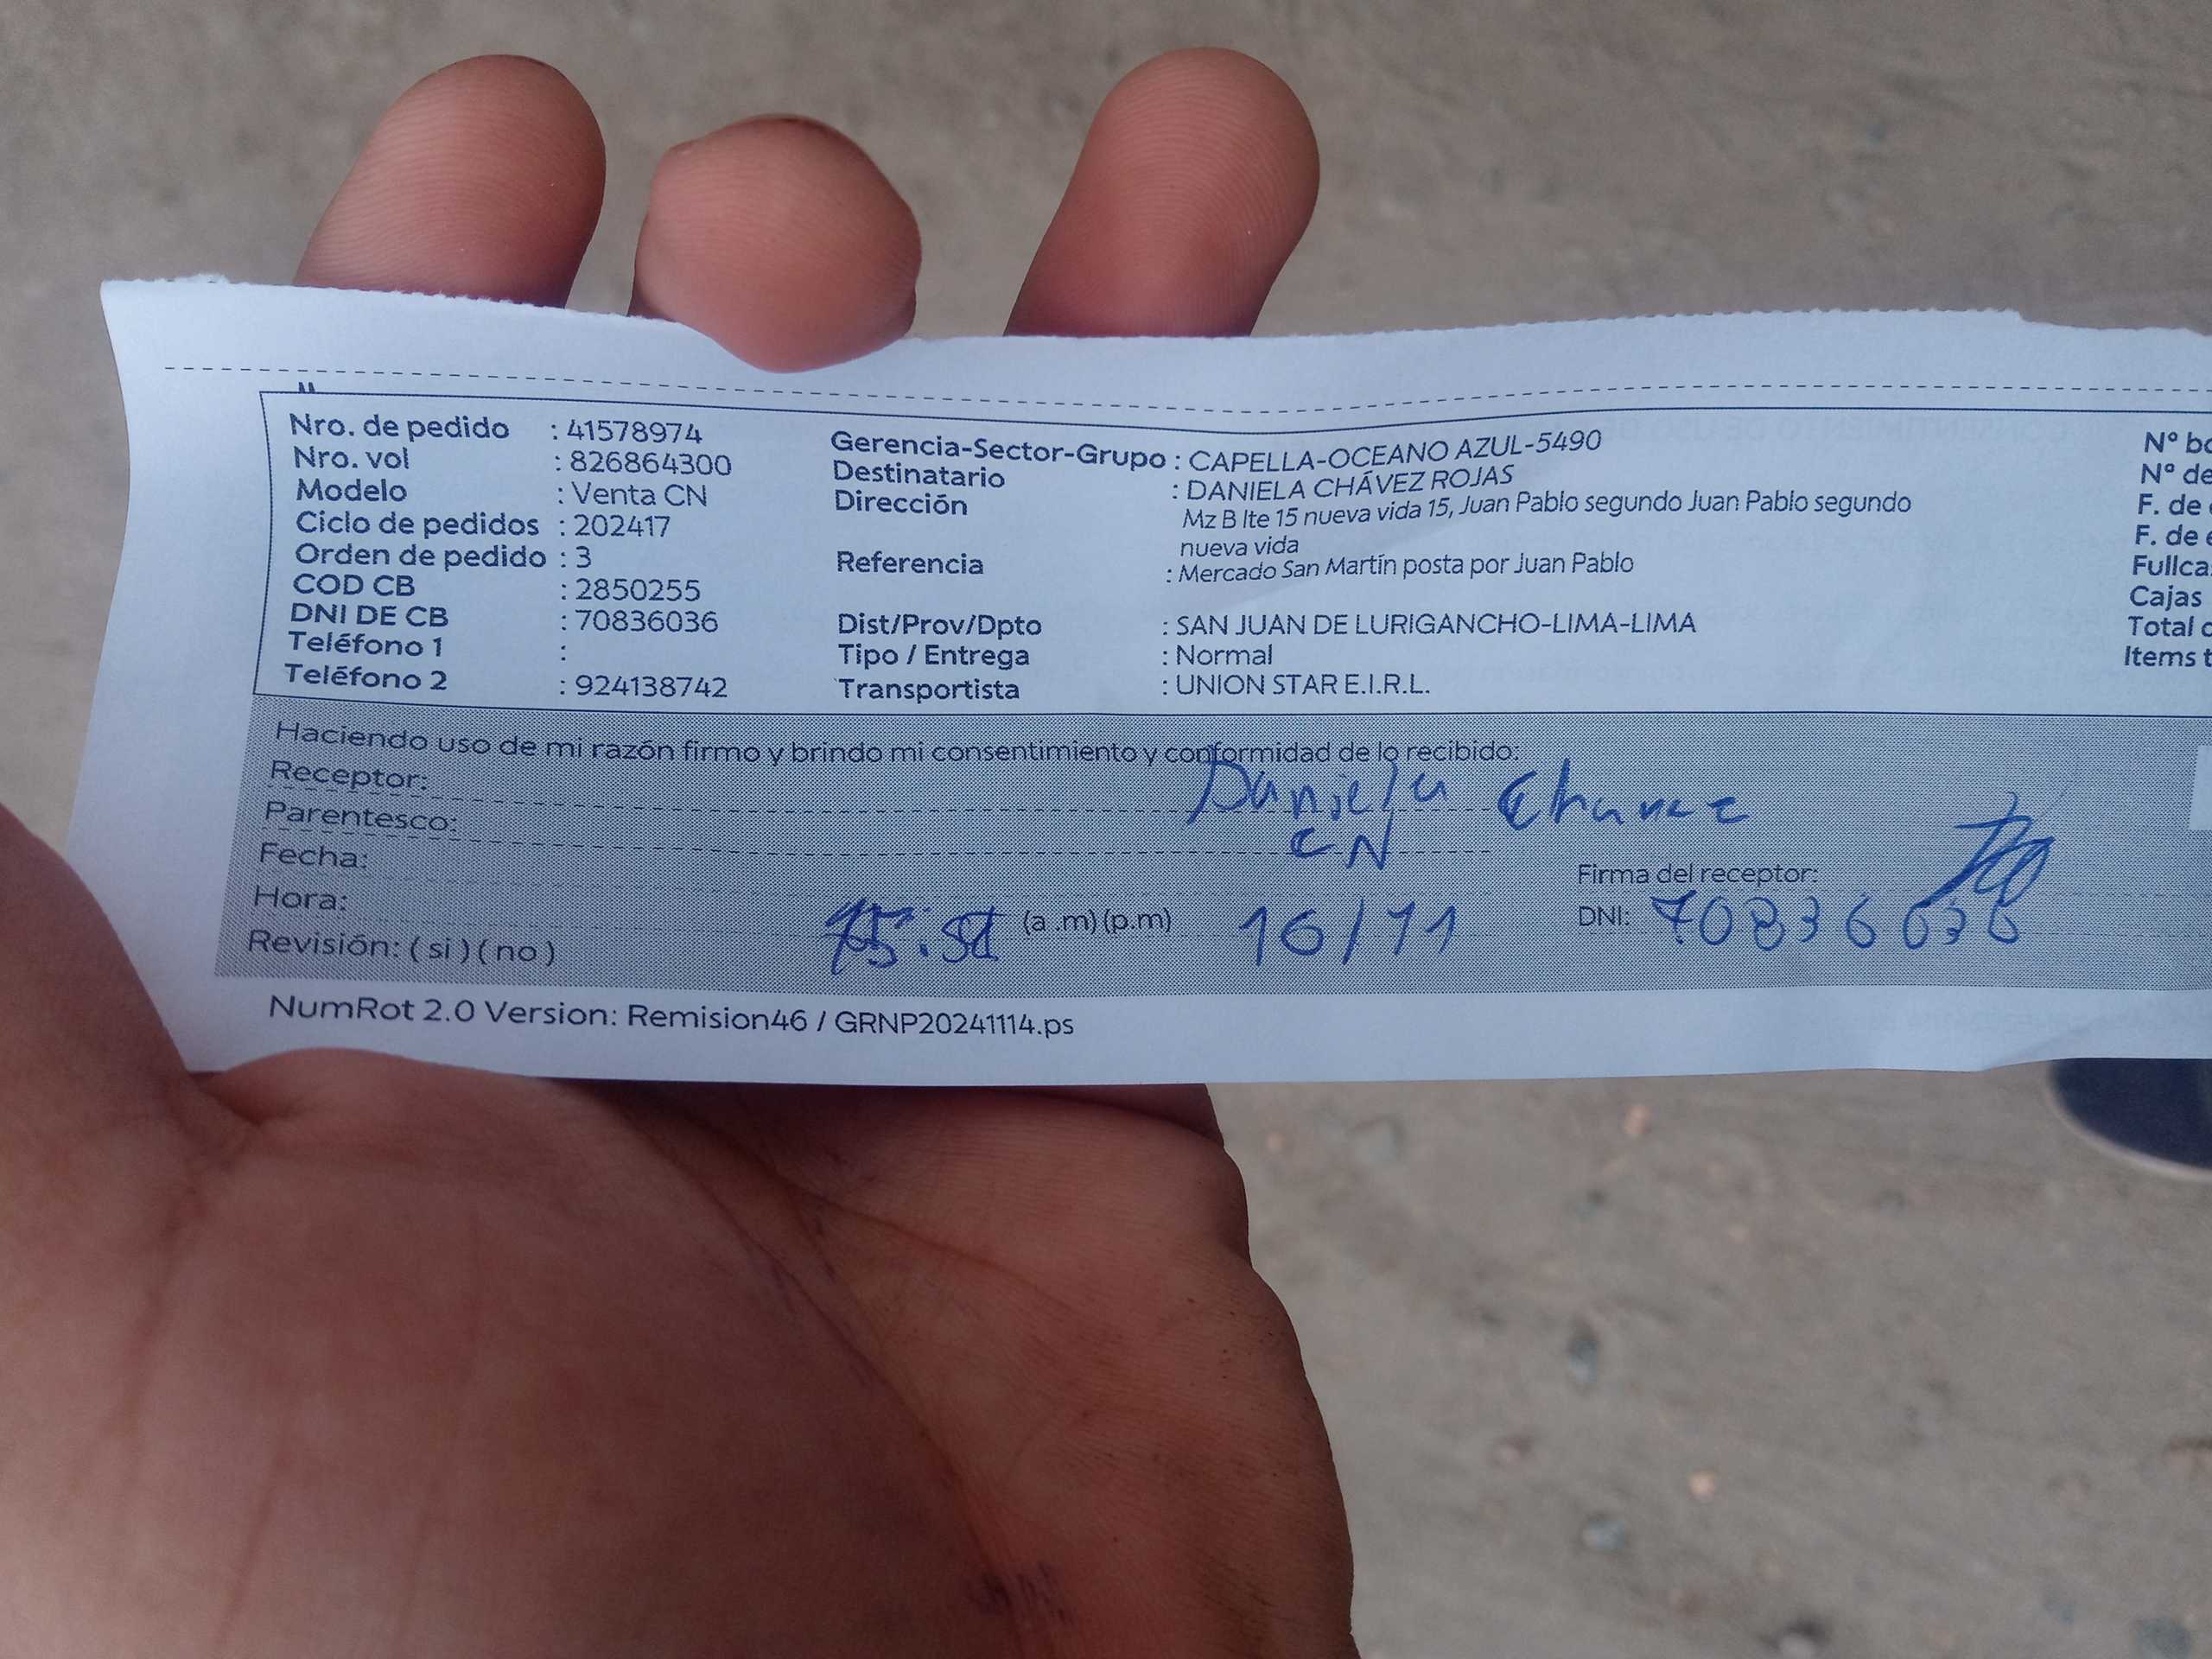 Nro. de pedido : 41578974
Nro. vol : 826864300
Modelo : Venta CN
Ciclo de pedidos : 202417
Orden de pedido : 3
COD CB : 2850255
DNI DE CB : 70836036
Teléfono 1 :
Teléfono 2 : 924138742
Gerencia-Sector-Grupo : CAPELLA-OCEANO AZUL-5490
Destinatario : DANIELA CHÁVEZ ROJAS
Dirección Mz B lte 15 nueva vida 15, Juan Pablo segundo Juan Pablo segundo
nueva vida
Referencia : Mercado San Martín posta por Juan Pablo
Dist/Prov/Dpto : SAN JUAN DE LURIGANCHO-LIMA-LIMA
Tipo / Entrega : Normal
Transportista : UNION STAR E.I.R.L.
N°
N° de
F. de
F. de
Cajas
Total
Items
Haciendo uso de mi razón firmo y brindo mi consentimiento y conformidad de lo recibido:
Receptor: Daniela Chavez
Parentesco: CN
Fecha:
Firma del receptor:
Hora: (a .m) (p.m) 16/11 DNI: 70836036
Revisión: ( si ) ( no )
NumRot 2.0 Version: Remision46 / GRNP20241114.ps